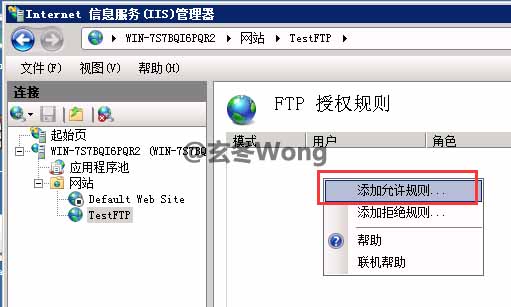 Internet 信息服务(IIS)管理器
WIN-7S7BQI6PQR2 ▸ 网站 ▸ TestFTP ▸
文件(F) 视图(V) 帮助(H)
连接
起始页
WIN-7S7BQI6PQR2 (WIN-7S7BQ
应用程序池
网站
Default Web Site
TestFTP
FTP 授权规则
模式 用户 角色
@玄冬Wong
添加允许规则...
添加拒绝规则...
帮助
联机帮助